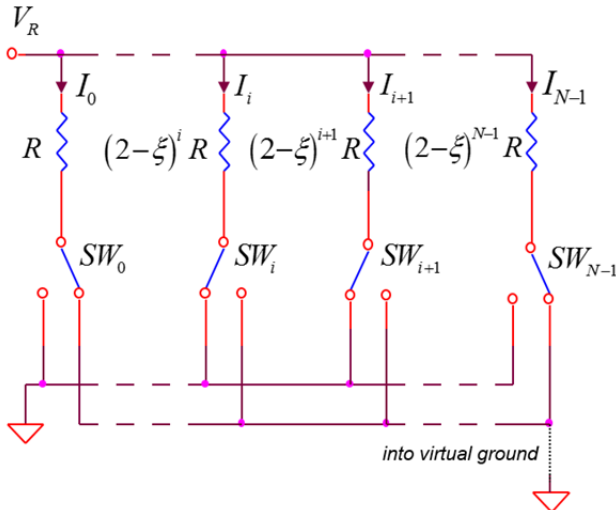 V_R
I_0 I_i I_{i+1} I_{N-1}
R (2-ξ)^i R (2-ξ)^{i+1} R (2-ξ)^{N-1} R
SW_0 SW_i SW_{i+1} SW_{N-1}
into virtual ground